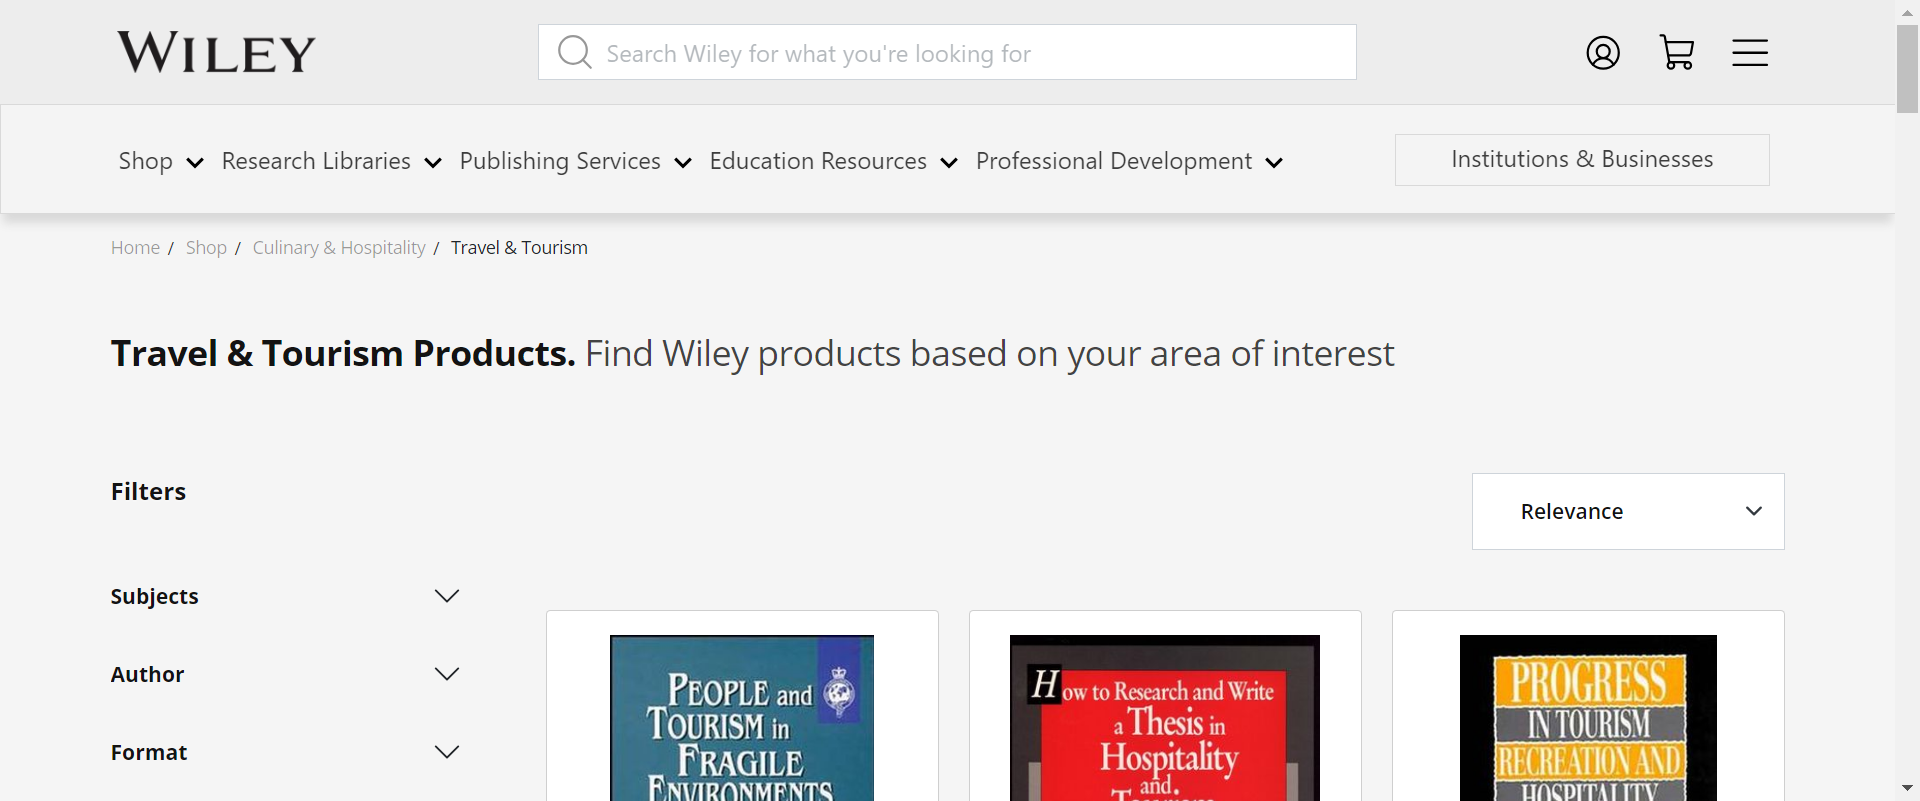 WILEY
Search Wiley for what you're looking for
Shop Research Libraries Publishing Services Education Resources Professional Development Institutions & Businesses
Home / Shop / Culinary & Hospitality / Travel & Tourism
Travel & Tourism Products. Find Wiley products based on your area of interest
Filters
Relevance
Subjects
Author
Format
PEOPLE and
TOURISM in
FRAGILE
ENVIRONMENTS
How to Research and Write
a Thesis in
Hospitality
and
Tourism
PROGRESS
IN TOURISM
RECREATION AND
HOSPITALITY